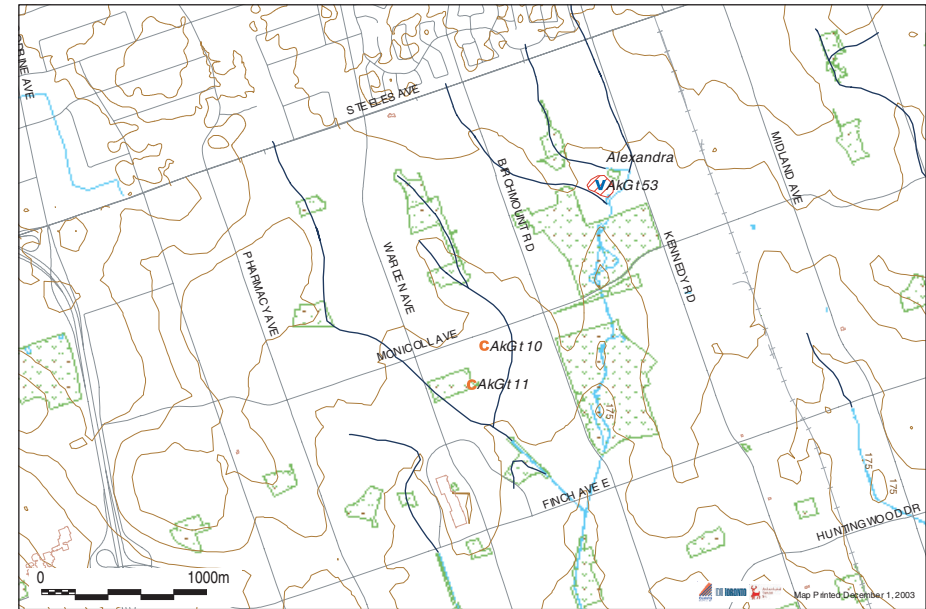 STEELES AVE
Alexandra
V AkGt 53
MIDLAND AVE
BIRCHMOUNT RD
KENNEDY RD
WARDEN AVE
PHARMACY AVE
MONICOLL AVE
C AkGt 10
C AkGt 11
175
175
175
FINCH AVE E
HUNTINGWOOD DR
0 1000m
TORONTO
Map Printed December 1, 2003